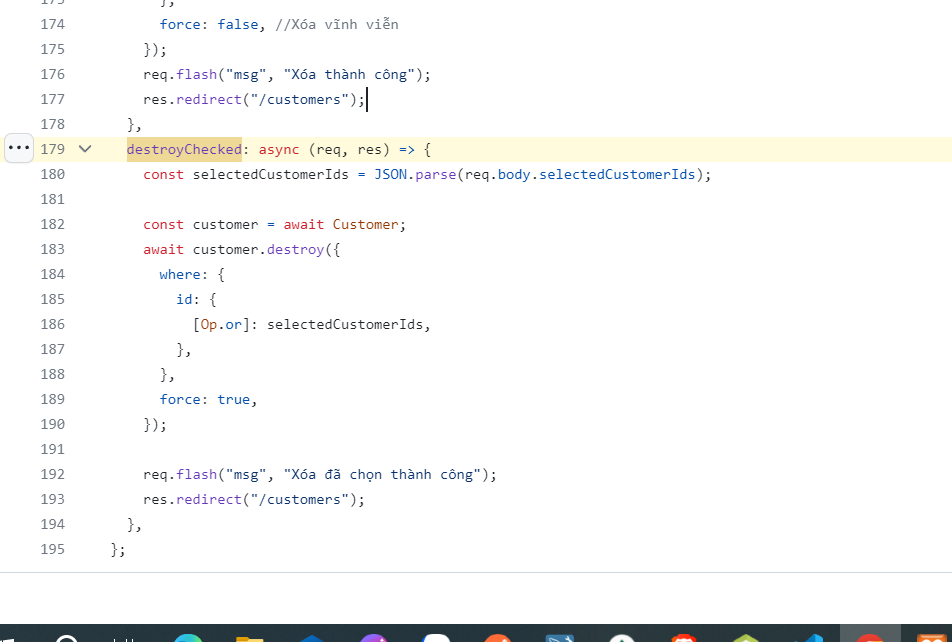 174 force: false, //Xóa vĩnh viễn
175 });
176 req.flash("msg", "Xóa thành công");
177 res.redirect("/customers");
178 },
179 destroyChecked: async (req, res) => {
180 const selectedCustomerIds = JSON.parse(req.body.selectedCustomerIds);
181
182 const customer = await Customer;
183 await customer.destroy({
184 where: {
185 id: {
186 [Op.or]: selectedCustomerIds,
187 },
188 },
189 force: true,
190 });
191
192 req.flash("msg", "Xóa đã chọn thành công");
193 res.redirect("/customers");
194 },
195 };